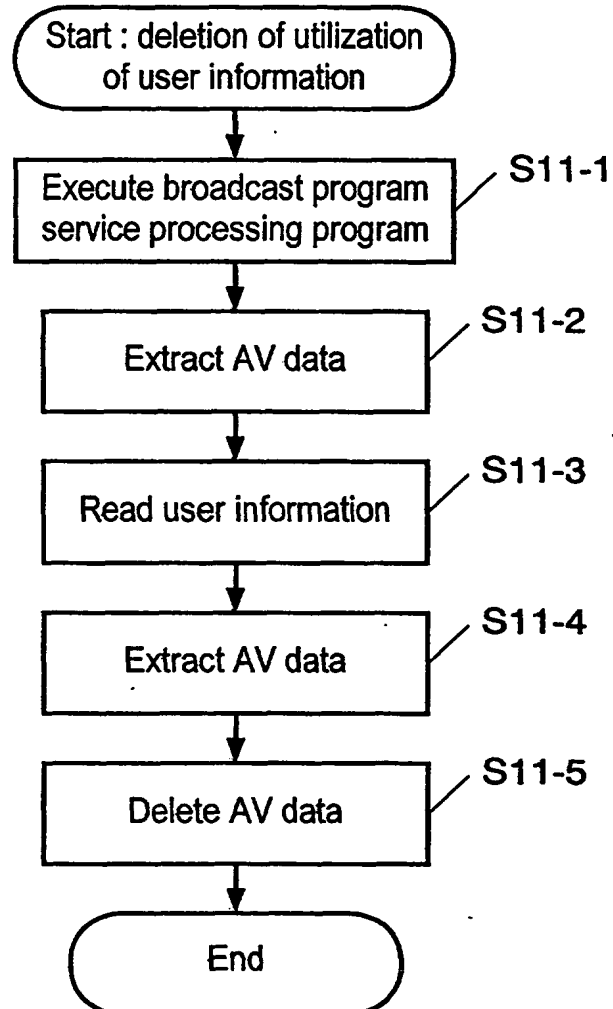 Start : deletion of utilization
of user information
Execute broadcast program
service processing program
S11-1
Extract AV data
S11-2
Read user information
S11-3
Extract AV data
S11-4
Delete AV data
S11-5
End